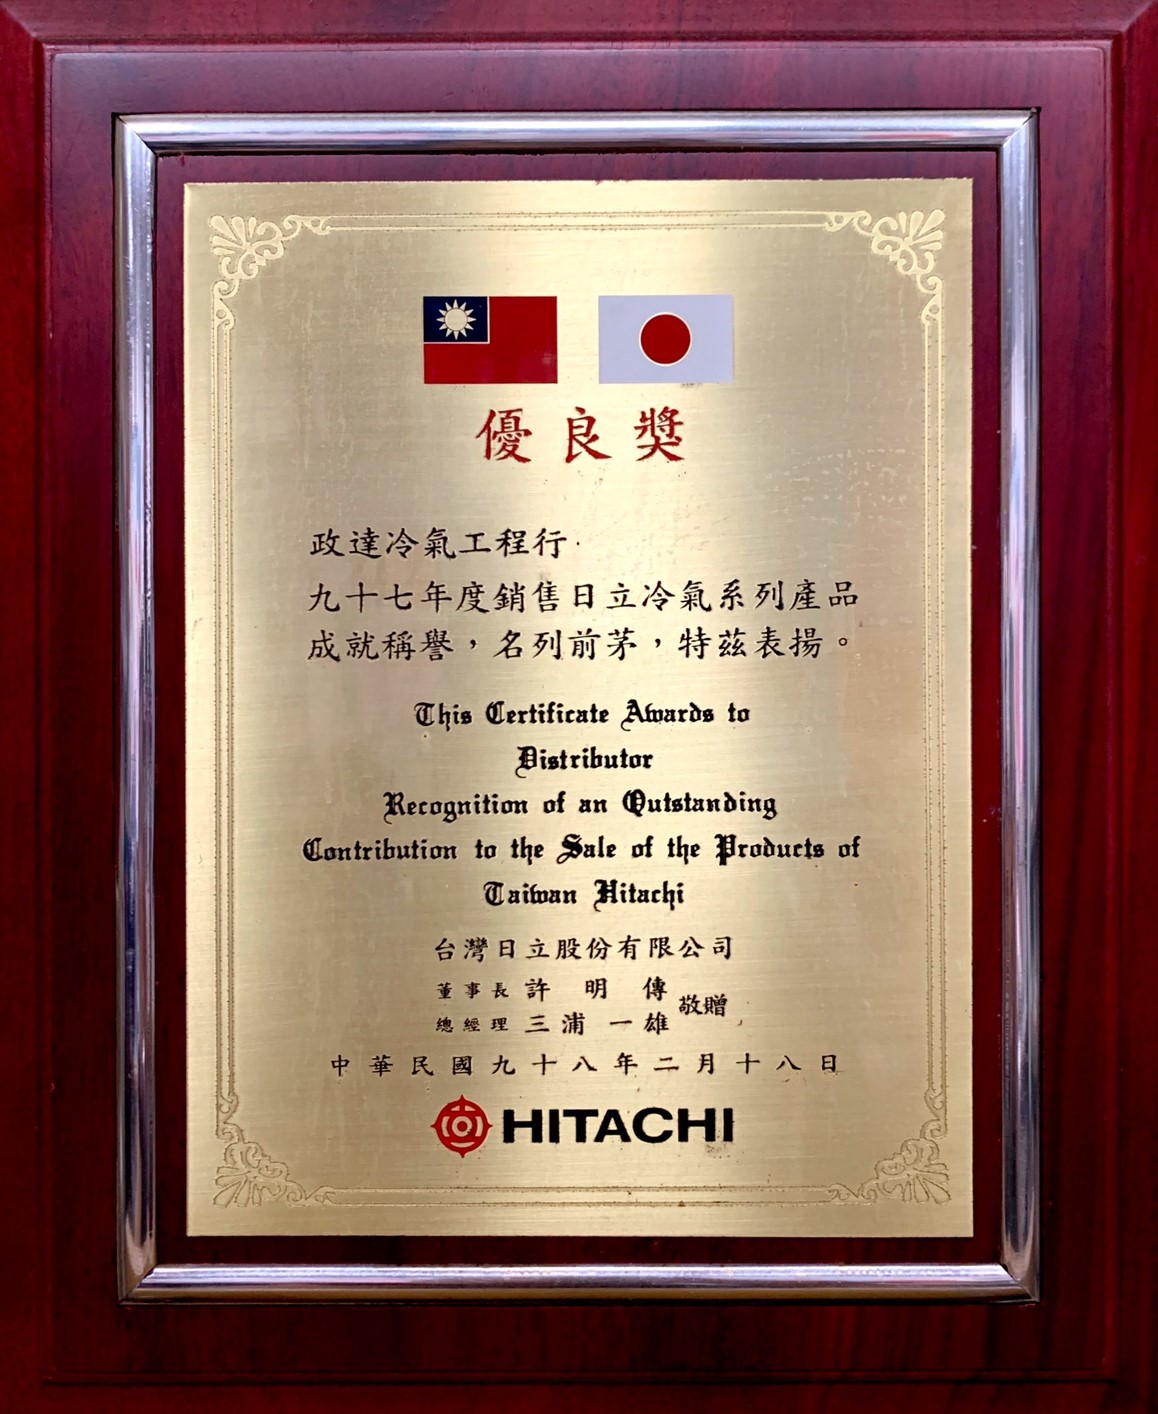 優良獎
政達冷氣工程行
九十七年度銷售日立冷氣系列產品
成就稱譽，名列前茅，特茲表揚。
This Certificate Awards to
Distributor
Recognition of an Outstanding
Contribution to the Sale of the Products of
Taiwan Hitachi
台灣日立股份有限公司
董事長 許明傳
總經理 三浦一雄 敬贈
中華民國九十八年二月十八日
HITACHI